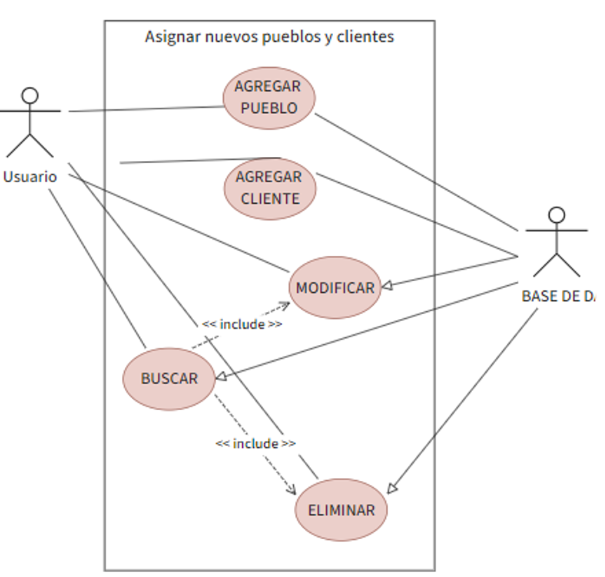 Asignar nuevos pueblos y clientes
AGREGAR
PUEBLO
Usuario
AGREGAR
CLIENTE
BASE DE DA
MODIFICAR
<< include >>
BUSCAR
<< include >>
ELIMINAR